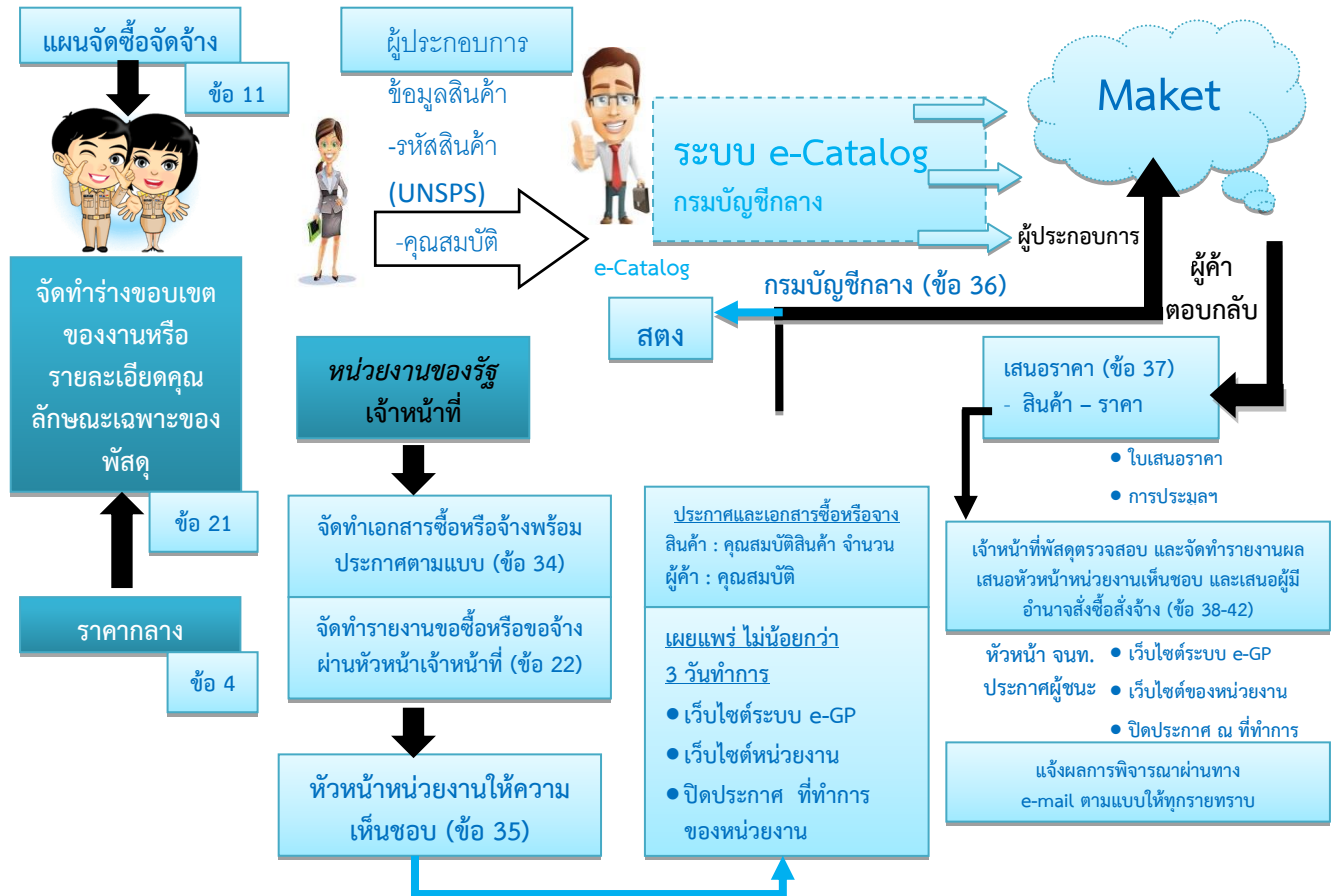 แผนจัดซื้อจัดจ้าง
ข้อ 11
จัดทำร่างขอบเขต
ของงานหรือ
รายละเอียดคุณ
ลักษณะเฉพาะของ
พัสดุ
ข้อ 21
ราคากลาง
ข้อ 4
ผู้ประกอบการ
ข้อมูลสินค้า
-รหัสสินค้า
(UNSPS)
-คุณสมบัติ
e-Catalog
ระบบ e-Catalog
กรมบัญชีกลาง
Maket
ผู้ประกอบการ
กรมบัญชีกลาง (ข้อ 36)
สตง
ผู้ค้า
ตอบกลับ
หน่วยงานของรัฐ
เจ้าหน้าที่
จัดทำเอกสารซื้อหรือจ้างพร้อม
ประกาศตามแบบ (ข้อ 34)
จัดทำรายงานขอซื้อหรือขอจ้าง
ผ่านหัวหน้าเจ้าหน้าที่ (ข้อ 22)
หัวหน้าหน่วยงานให้ความ
เห็นชอบ (ข้อ 35)
ประกาศและเอกสารซื้อหรือจาง
สินค้า : คุณสมบัติสินค้า จำนวน
ผู้ค้า : คุณสมบัติ
เผยแพร่ ไม่น้อยกว่า
3 วันทำการ
● เว็บไซต์ระบบ e-GP
● เว็บไซต์หน่วยงาน
● ปิดประกาศ ที่ทำการ
ของหน่วยงาน
เสนอราคา (ข้อ 37)
- สินค้า – ราคา
● ใบเสนอราคา
● การประมูลฯ
เจ้าหน้าที่พัสดุตรวจสอบ และจัดทำรายงานผล
เสนอหัวหน้าหน่วยงานเห็นชอบ และเสนอผู้มี
อำนาจสั่งซื้อสั่งจ้าง (ข้อ 38-42)
หัวหน้า จนท.
ประกาศผู้ชนะ
● เว็บไซต์ระบบ e-GP
● เว็บไซต์ของหน่วยงาน
● ปิดประกาศ ณ ที่ทำการ
แจ้งผลการพิจารณาผ่านทาง
e-mail ตามแบบให้ทุกรายทราบ